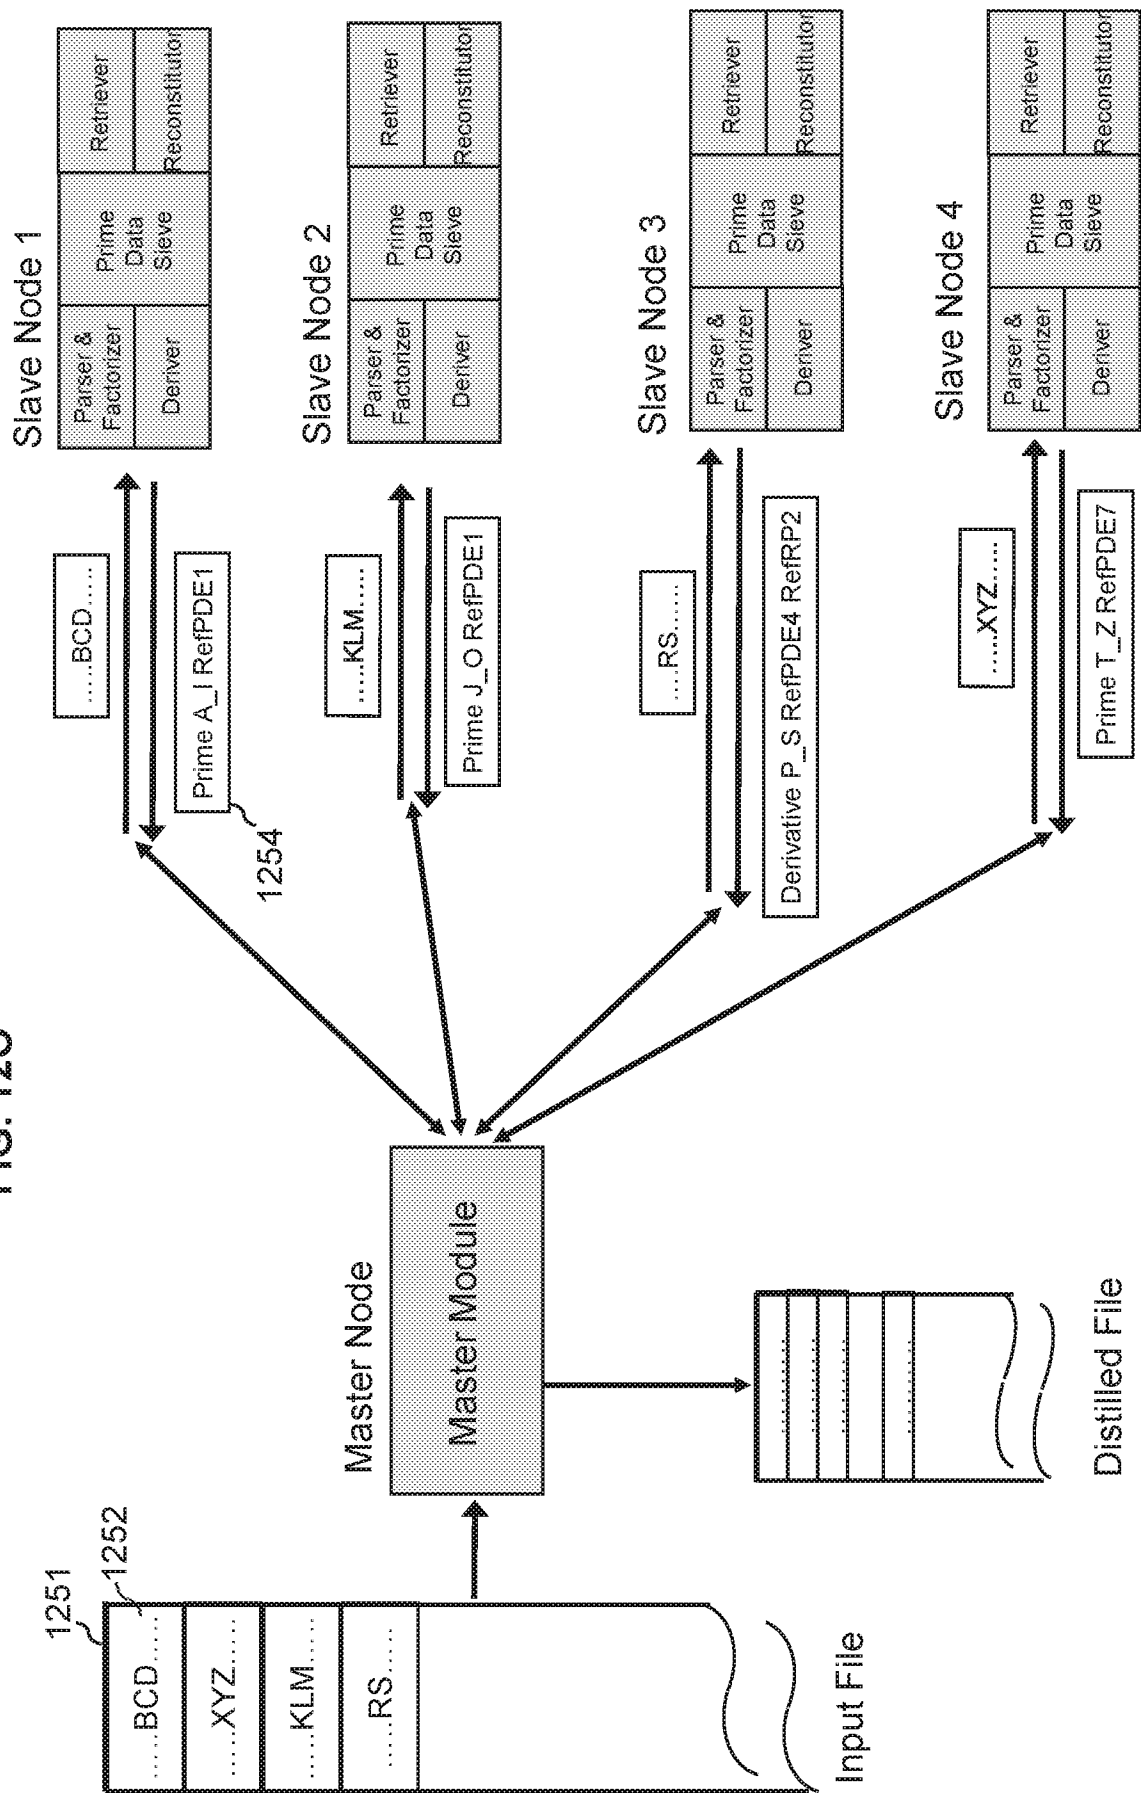 FIG. 12C
1251
1252
......BCD......
......XYZ......
......KLM......
.....RS......
Input File
Master Node
Master Module
..........
..........
..........
..........
Distilled File
Slave Node 1
Parser &
Factorizer
Deriver
Prime
Data
Sieve
Retriever
Reconstitutor
.....BCD.....
Prime A_I RefPDE1
1254
Slave Node 2
Parser &
Factorizer
Deriver
Prime
Data
Sieve
Retriever
Reconstitutor
.....KLM.....
Prime J_O RefPDE1
Slave Node 3
Parser &
Factorizer
Deriver
Prime
Data
Sieve
Retriever
Reconstitutor
....RS......
Derivative P_S RefPDE4 RefRP2
Slave Node 4
Parser &
Factorizer
Deriver
Prime
Data
Sieve
Retriever
Reconstitutor
.....XYZ.....
Prime T_Z RefPDE7